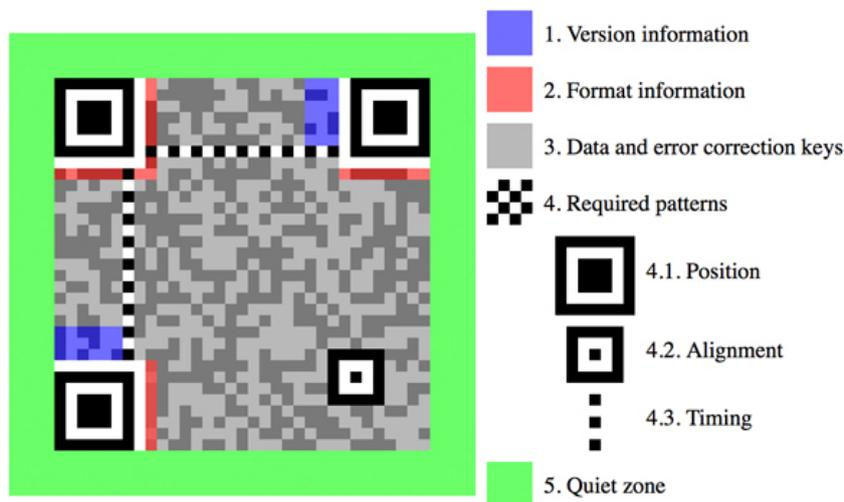 1. Version information
2. Format information
3. Data and error correction keys
4. Required patterns
4.1. Position
4.2. Alignment
4.3. Timing
5. Quiet zone